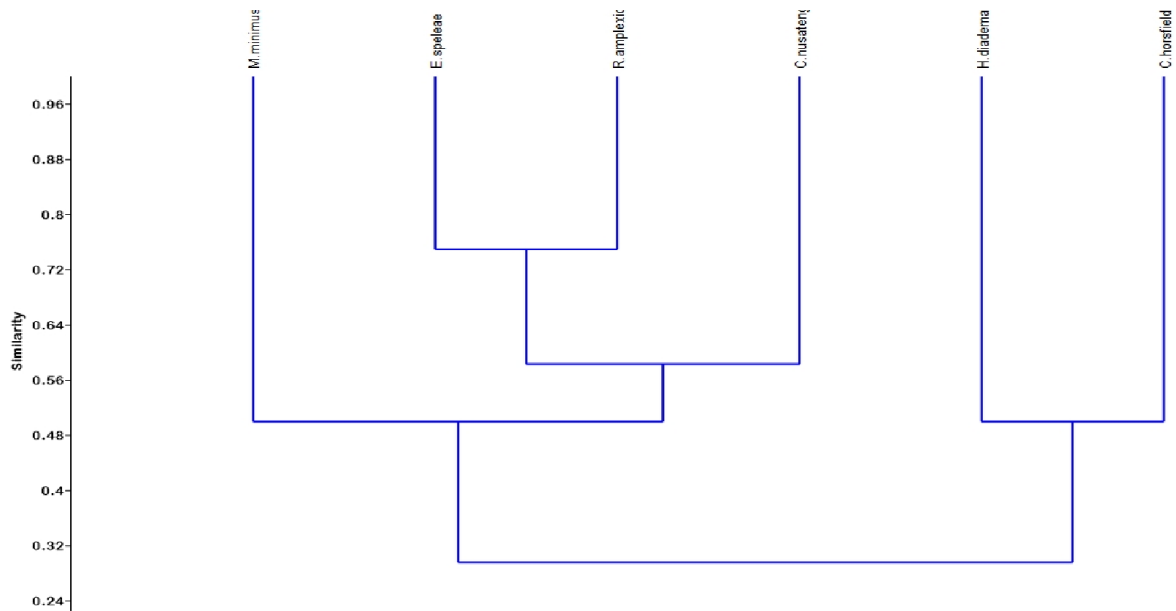 M.minimus
E.speleae
R.amplexic
C.nusateng
H.diadema
C.horsfield
0.96
0.88
0.8
0.72
0.64
0.56
0.48
0.4
0.32
0.24
Similarity